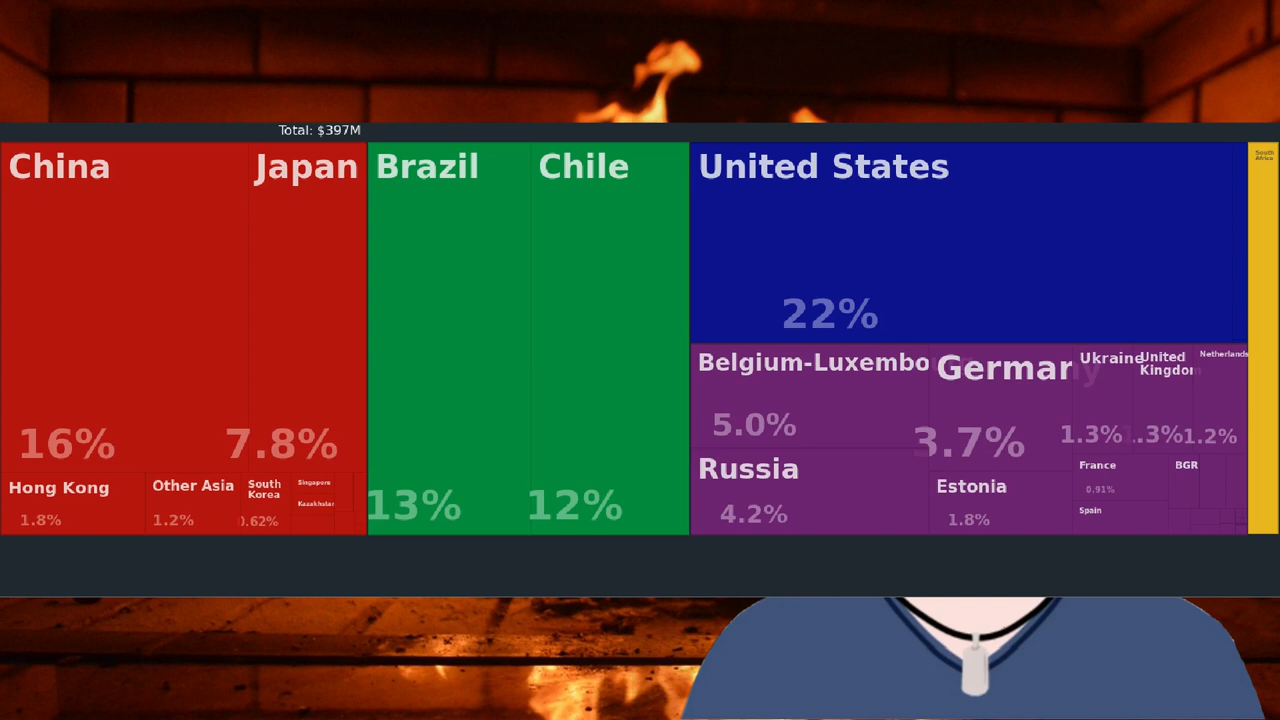 Total: $397M
China
16%
Japan
7.8%
Hong Kong
1.8%
Other Asia
1.2%
South
Korea
0.62%
Singapore
Kazakhstan
Brazil
13%
Chile
12%
United States
22%
Belgium-Luxembo
5.0%
Russia
4.2%
Germany
3.7%
Estonia
1.8%
Ukraine
1.3%
United
Kingdom
1.3%
Netherlands
1.2%
France
0.91%
Spain
BGR
South
Africa